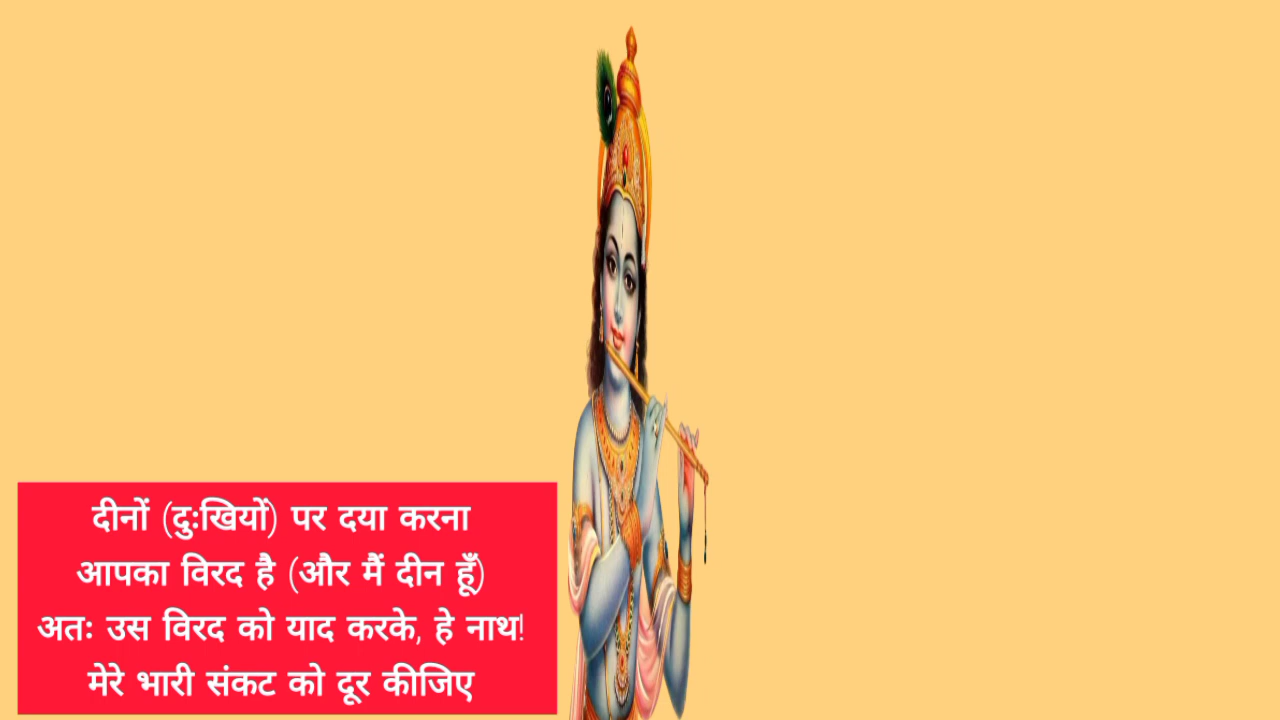 दीनों (दुःखियों) पर दया करना
आपका विरद है (और मैं दीन हूँ)
अतः उस विरद को याद करके, हे नाथ!
मेरे भारी संकट को दूर कीजिए